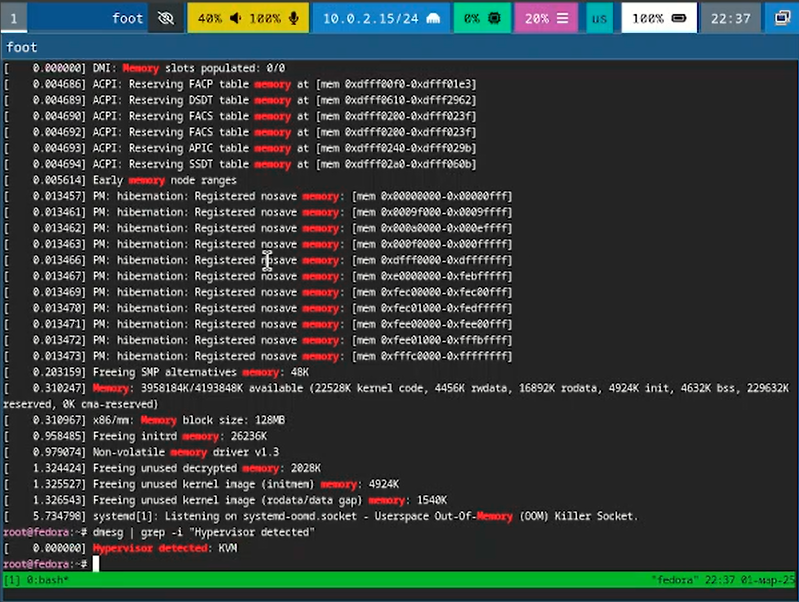 1 foot 40% 100% 10.0.2.15/24 0% 20% us 100% 22:37
foot
[    0.000000] DMI: Memory slots populated: 0/0
[    0.004686] ACPI: Reserving FACP table memory at [mem 0xdfff00f0-0xdfff01e3]
[    0.004689] ACPI: Reserving DSDT table memory at [mem 0xdfff0610-0xdfff2962]
[    0.004690] ACPI: Reserving FACS table memory at [mem 0xdfff0200-0xdfff023f]
[    0.004692] ACPI: Reserving FACS table memory at [mem 0xdfff0200-0xdfff023f]
[    0.004693] ACPI: Reserving APIC table memory at [mem 0xdfff0240-0xdfff029b]
[    0.004694] ACPI: Reserving SSDT table memory at [mem 0xdfff02a0-0xdfff060b]
[    0.005614] Early memory node ranges
[    0.013457] PM: hibernation: Registered nosave memory: [mem 0x00000000-0x00000fff]
[    0.013461] PM: hibernation: Registered nosave memory: [mem 0x0009f000-0x0009ffff]
[    0.013462] PM: hibernation: Registered nosave memory: [mem 0x000a0000-0x000effff]
[    0.013463] PM: hibernation: Registered nosave memory: [mem 0x000f0000-0x000fffff]
[    0.013466] PM: hibernation: Registered nosave memory: [mem 0xdfff0000-0xdfffffff]
[    0.013467] PM: hibernation: Registered nosave memory: [mem 0xe0000000-0xfebfffff]
[    0.013469] PM: hibernation: Registered nosave memory: [mem 0xfec00000-0xfec00fff]
[    0.013470] PM: hibernation: Registered nosave memory: [mem 0xfec01000-0xfedfffff]
[    0.013471] PM: hibernation: Registered nosave memory: [mem 0xfee00000-0xfee00fff]
[    0.013472] PM: hibernation: Registered nosave memory: [mem 0xfee01000-0xfffbffff]
[    0.013473] PM: hibernation: Registered nosave memory: [mem 0xfffc0000-0xffffffff]
[    0.203159] Freeing SMP alternatives memory: 48K
[    0.310247] Memory: 3958184K/4193848K available (22528K kernel code, 4456K rwdata, 16892K rodata, 4924K init, 4632K bss, 229632K
reserved, 0K cma-reserved)
[    0.310967] x86/mm: Memory block size: 128MB
[    0.958485] Freeing initrd memory: 26236K
[    0.979074] Non-volatile memory driver v1.3
[    1.324424] Freeing unused decrypted memory: 2028K
[    1.325527] Freeing unused kernel image (initmem) memory: 4924K
[    1.326543] Freeing unused kernel image (rodata/data gap) memory: 1540K
[    5.734798] systemd[1]: Listening on systemd-oomd.socket - Userspace Out-Of-Memory (OOM) Killer Socket.
root@fedora:~# dmesg | grep -i "Hypervisor detected"
[    0.000000] Hypervisor detected: KVM
root@fedora:~#
[1] 0:bash* "fedora" 22:37 01-мар-25